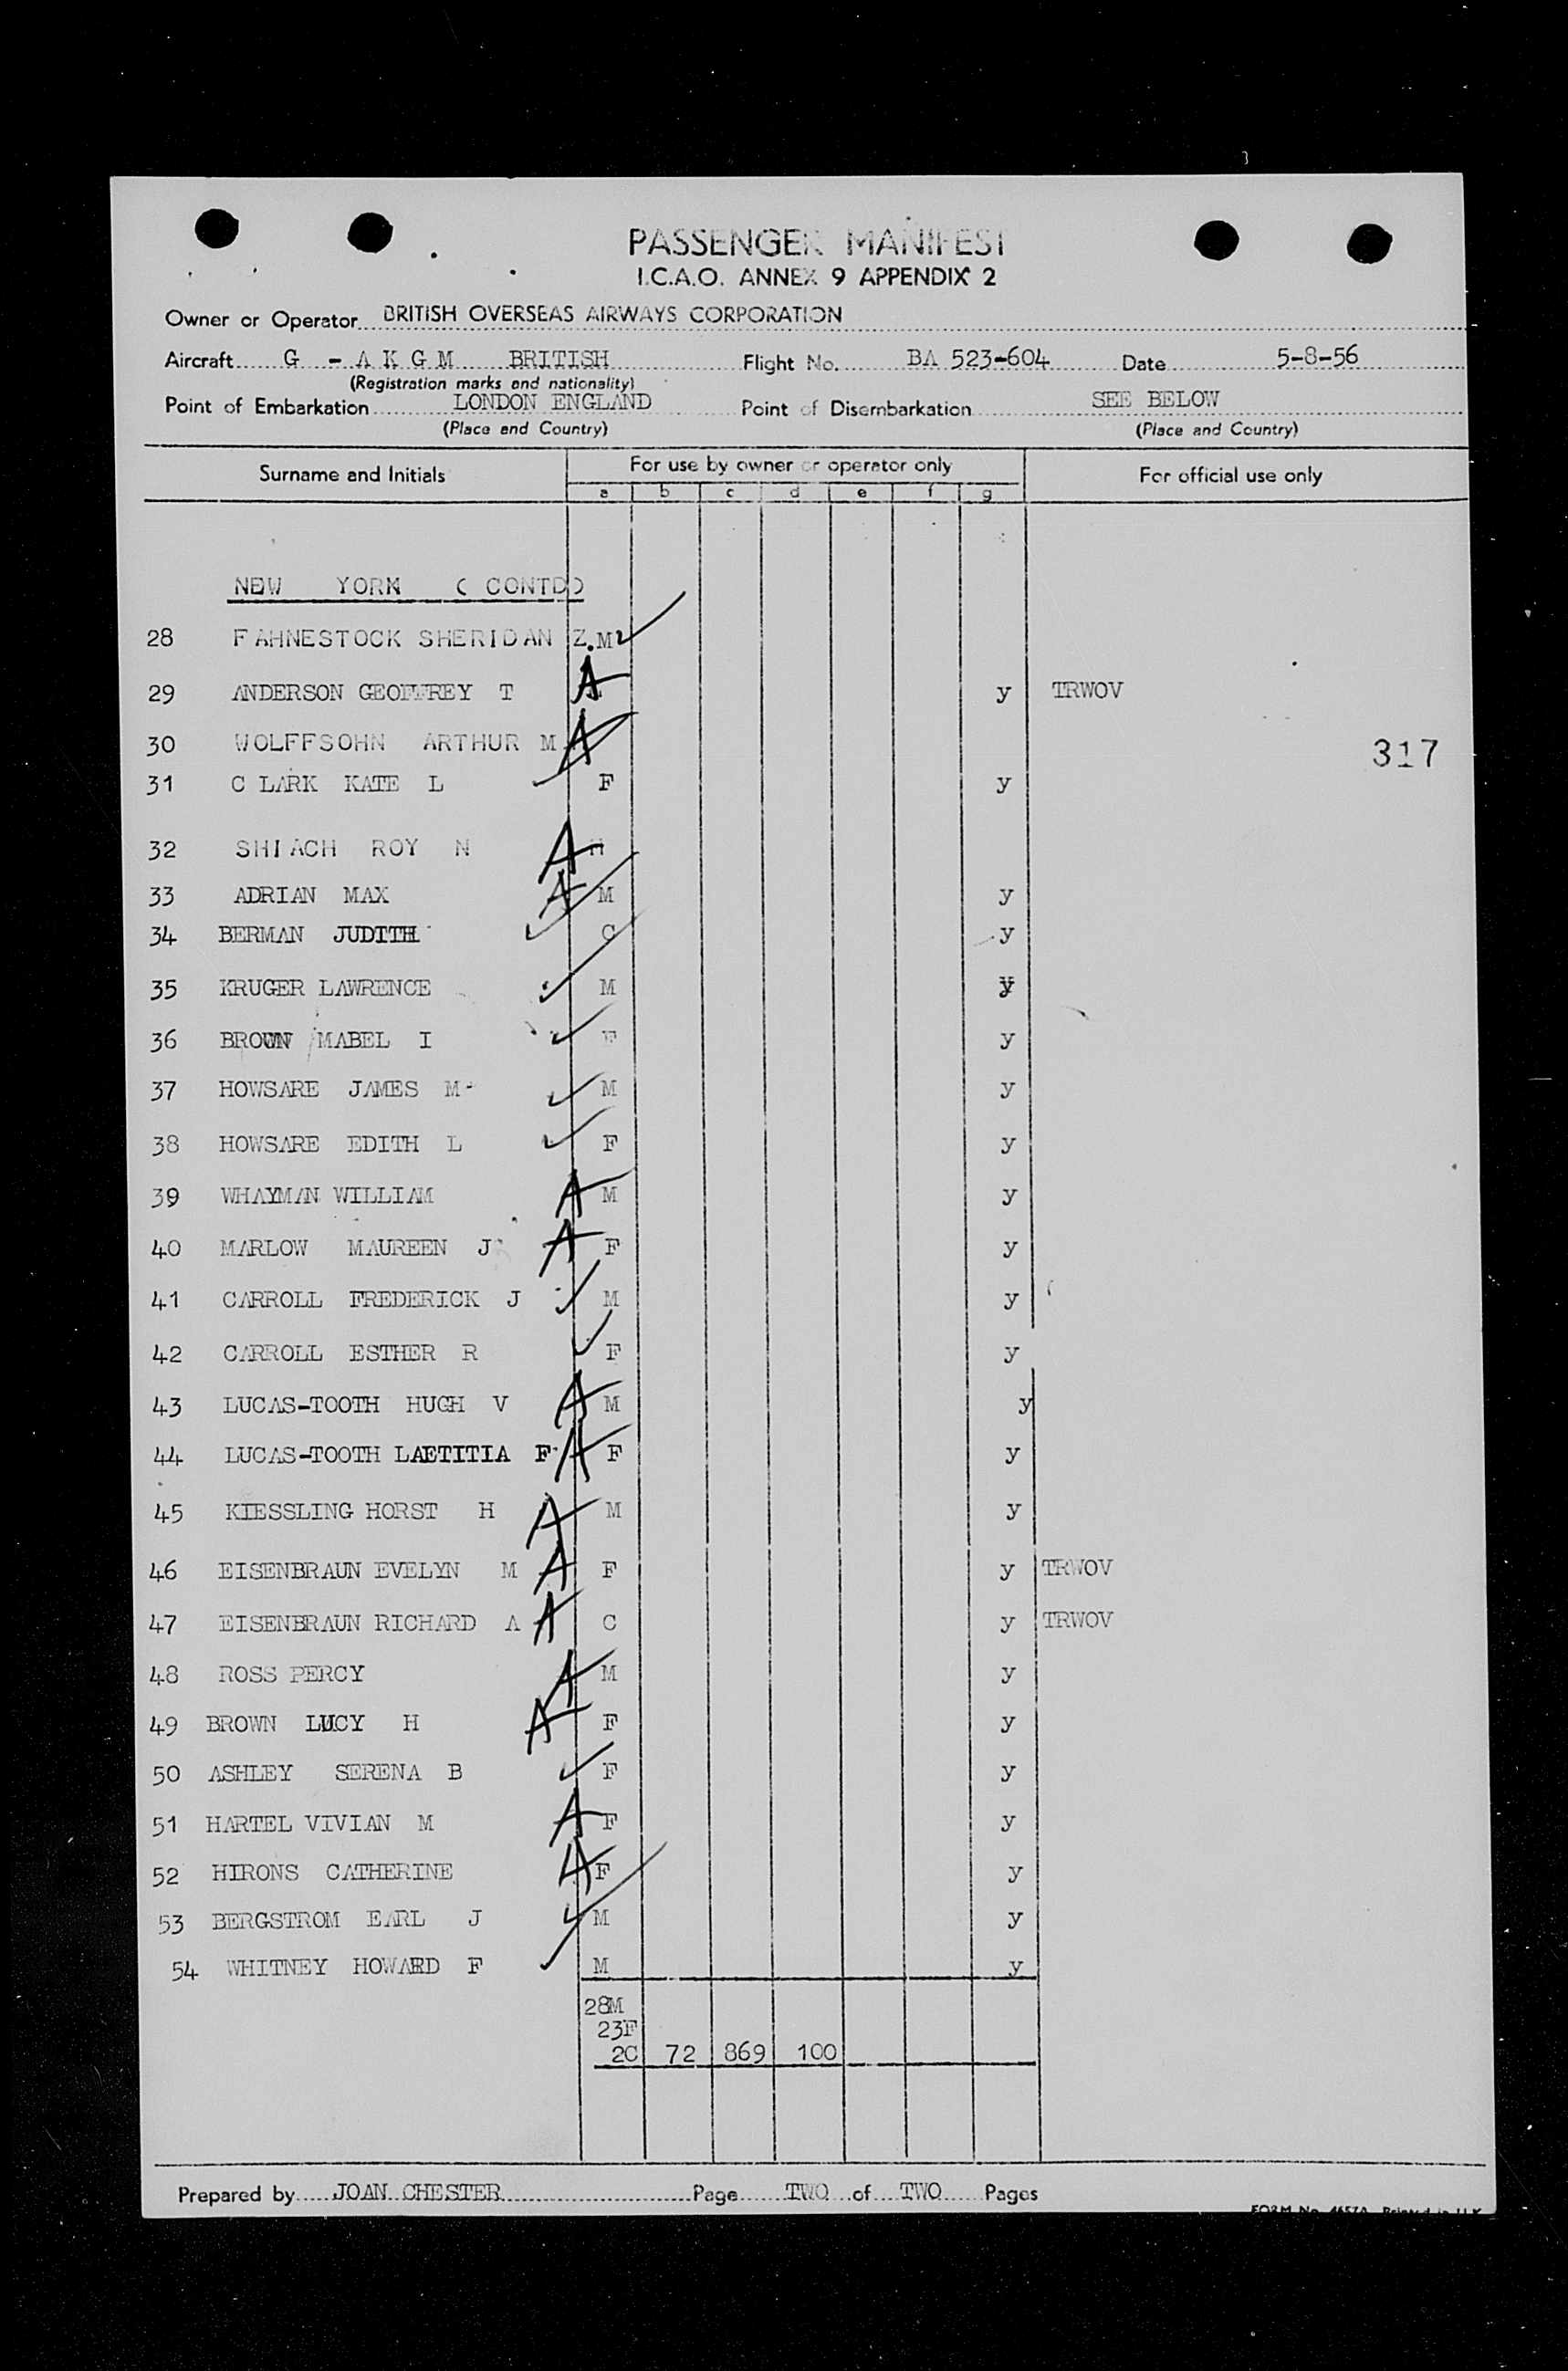 PASSENGER MANIFEST
I.C.A.O. ANNEX 9 APPENDIX 2
Owner or Operator BRITISH OVERSEAS AIRWAYS CORPORATION
Aircraft G - A K G M BRITISH Flight No. BA 523-604 Date 5-8-56
(Registration marks and nationality)
Point of Embarkation LONDON ENGLAND Point of Disembarkation SEE BELOW
(Place and Country) (Place and Country)
Surname and Initials For use by owner or operator only For official use only
a b c d e f g
NEW YORK ( CONTD)
28 FAHNESTOCK SHERIDAN Z. M
29 ANDERSON GEOFFREY T A y TRWOV
30 WOLFFSOHN ARTHUR M A
317
31 C LARK KATE L F y
32 SHIACH ROY N A M
33 ADRIAN MAX A M y
34 BERMAN JUDITH C y
35 KRUGER LAWRENCE M y
36 BROWN MABEL I F y
37 HOWSARE JAMES M M y
38 HOWSARE EDITH L F y
39 WHAYMAN WILLIAM A M y
40 MARLOW MAUREEN J A F y
41 CARROLL FREDERICK J M y
42 CARROLL ESTHER R F y
43 LUCAS-TOOTH HUGH V A M y
44 LUCAS-TOOTH LAETITIA F A F y
45 KIESSLING HORST H A M y
46 EISENBRAUN EVELYN M A F y TRWOV
47 EISENBRAUN RICHARD A A C y TRWOV
48 ROSS PERCY A M y
49 BROWN LUCY H A F y
50 ASHLEY SERENA B F y
51 HARTEL VIVIAN M A F y
52 HIRONS CATHERINE A F y
53 BERGSTROM EARL J M y
54 WHITNEY HOWARD F M y
28M
23F
2C 72 869 100
Prepared by JOAN CHESTER Page TWO of TWO Pages